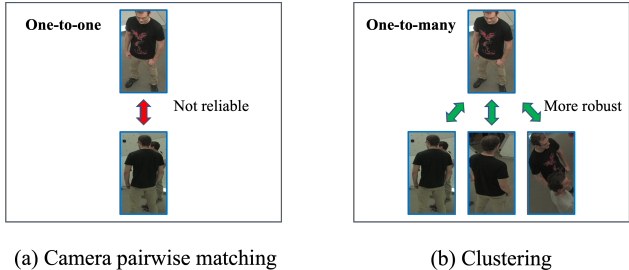 One-to-one
Not reliable
(a) Camera pairwise matching
One-to-many
More robust
(b) Clustering